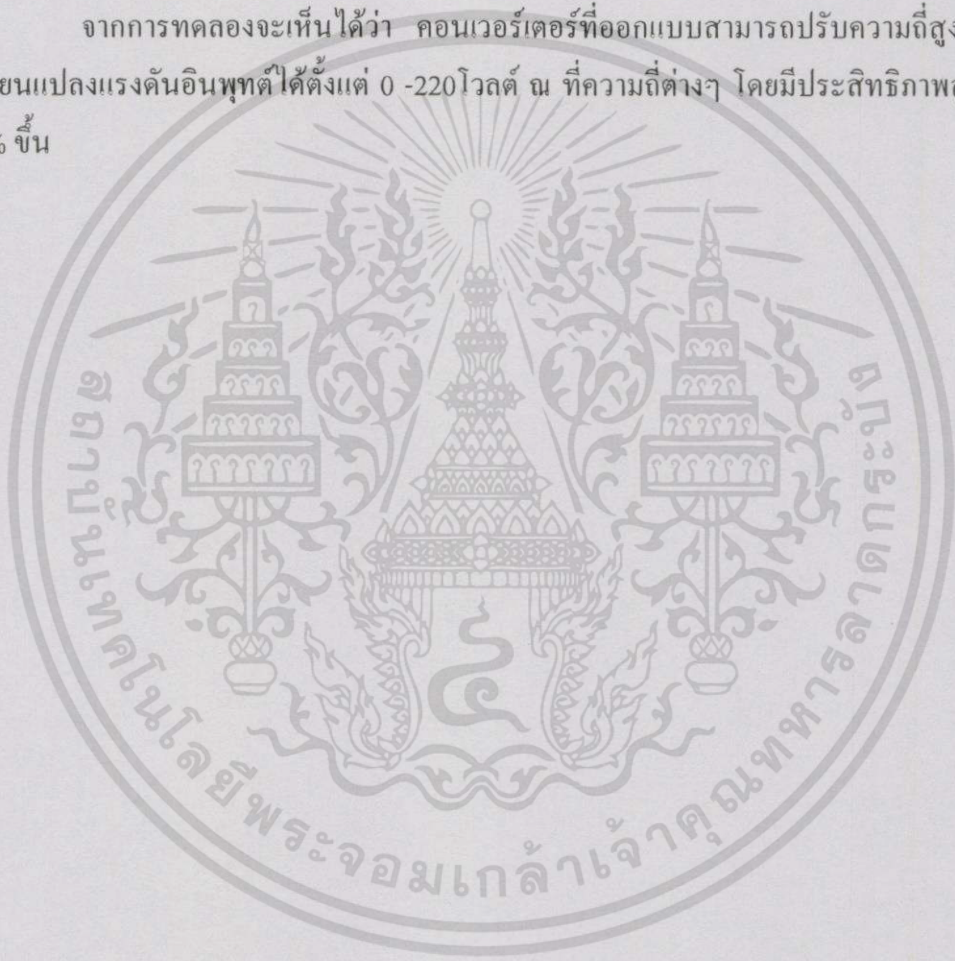 จากการทดลองจะเห็นได้ว่า คอนเวอร์เตอร์ที่ออกแบบสามารถปรับความถี่สูง
ยนแปลงแรงดันอินพุทต์ได้ตั้งแต่ 0 -220โวลต์ ณ ที่ความถี่ต่างๆ โดยมีประสิทธิภาพ
% ขึ้น
สถาบันเทคโนโลยีพระจอมเกล้าเจ้าคุณทหารลาดกระบัง